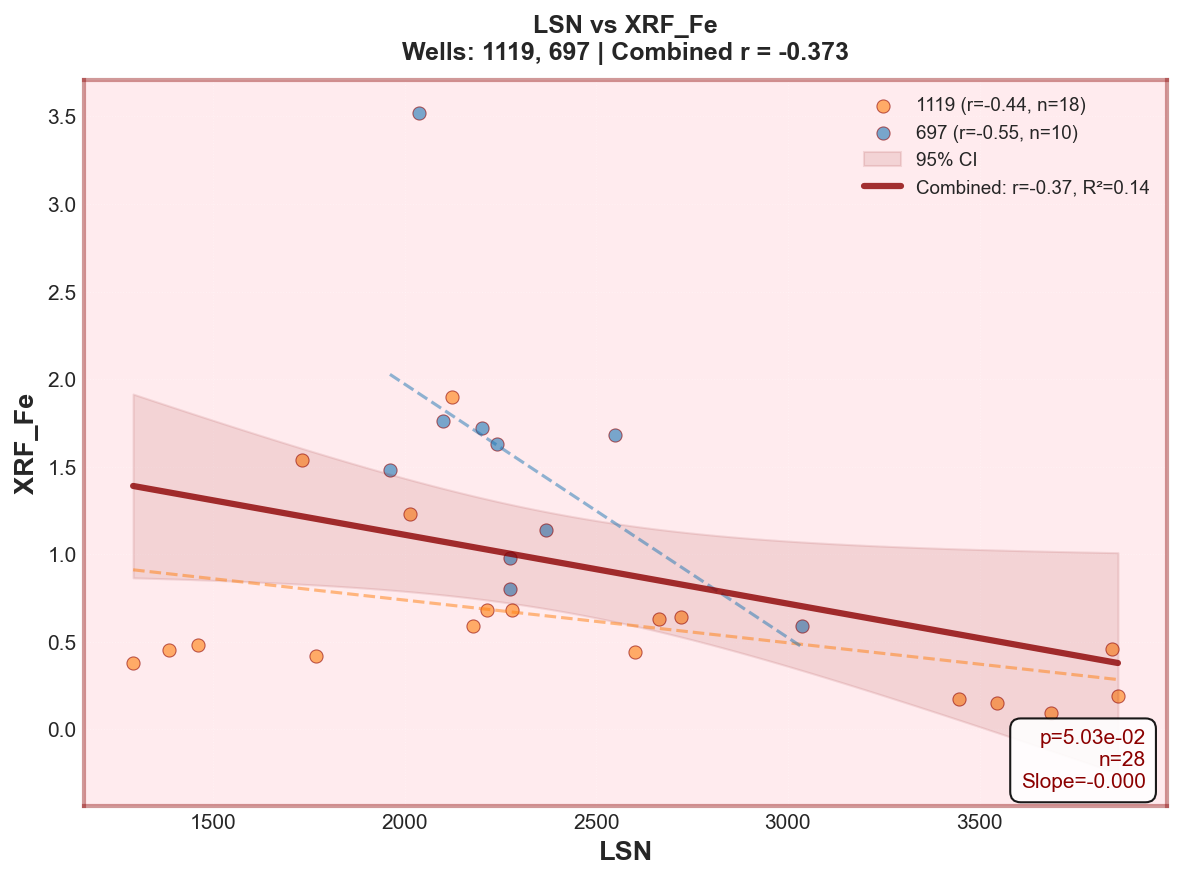 LSN vs XRF_Fe
Wells: 1119, 697 | Combined r = -0.373
1119 (r=-0.44, n=18)
697 (r=-0.55, n=10)
95% CI
Combined: r=-0.37, R²=0.14
XRF_Fe
3.5
3.0
2.5
2.0
1.5
1.0
0.5
0.0
p=5.03e-02
n=28
Slope=-0.000
1500
2000
2500
3000
3500
LSN